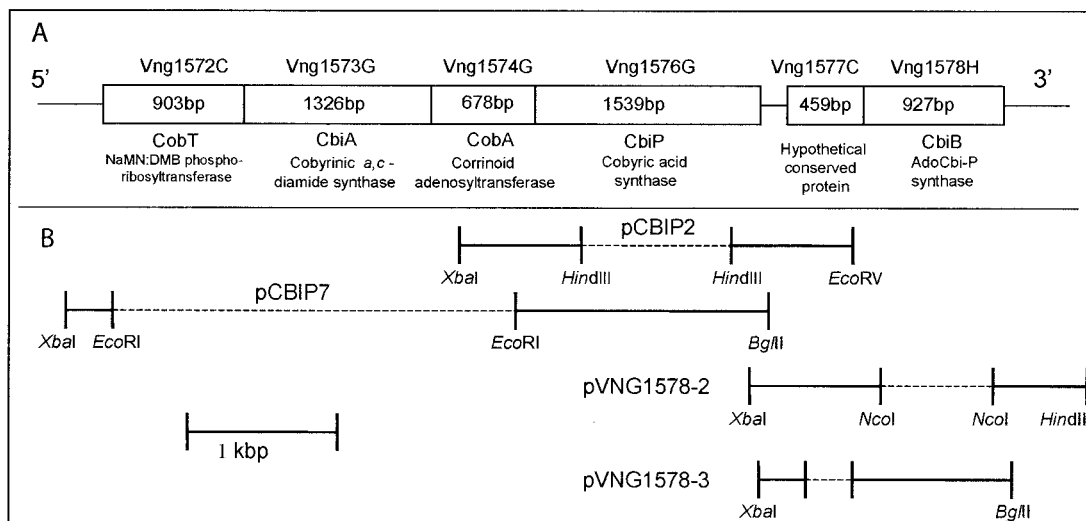 A
Vng1572C Vng1573G Vng1574G Vng1576G Vng1577C Vng1578H
5’ 3’
903bp 1326bp 678bp 1539bp 459bp 927bp
CobT CbiA CobA CbiP Hypothetical CbiB
NaMN:DMB phospho- Cobyrinic a,c - Corrinoid Cobyric acid conserved AdoCbi-P
ribosyltransferase diamide synthase adenosyltransferase synthase protein synthase
B
pCBIP2
XbaI HindIII HindIII EcoRV
pCBIP7
XbaI EcoRI EcoRI BglII
pVNG1578-2
XbaI NcoI NcoI HindII
1 kbp
pVNG1578-3
XbaI BglII